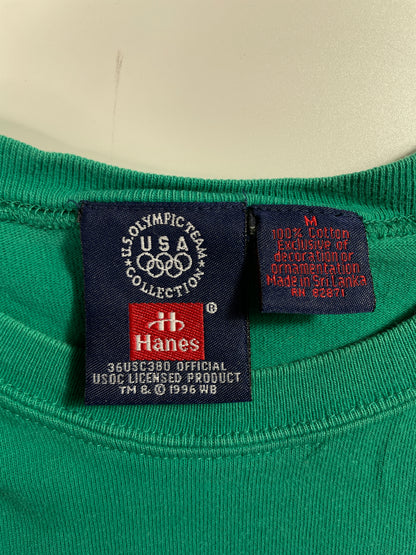 U.S. OLYMPIC TEAM
USA
COLLECTION
Hanes®
36USC380 OFFICIAL
USOC LICENSED PRODUCT
TM & © 1996 WB
M
100% Cotton
Exclusive of
decoration or
ornamentation
Made in Sri Lanka
RN 82871